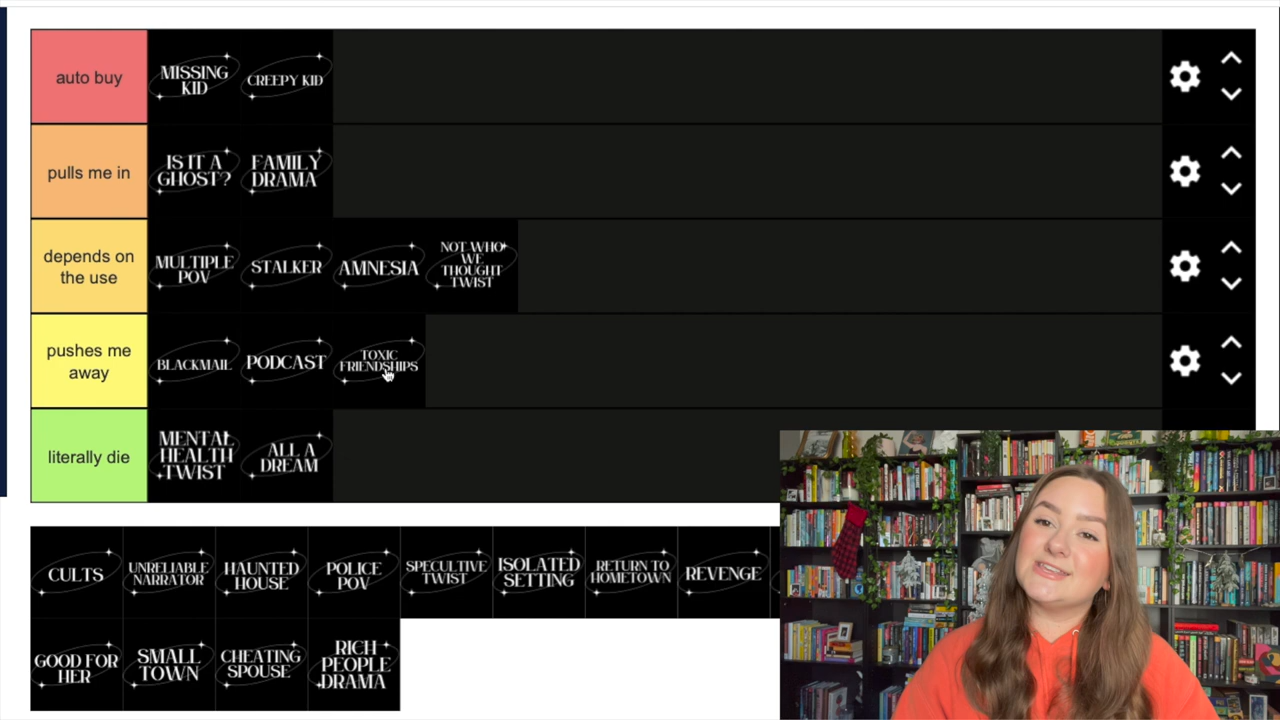 auto buy
MISSING
KID
CREEPY KID
pulls me in
IS IT A
GHOST?
FAMILY
DRAMA
depends on
the use
MULTIPLE
POV
STALKER
AMNESIA
NOT WHO
WE
THOUGHT
TWIST
pushes me
away
BLACKMAIL
PODCAST
TOXIC
FRIENDSHIPS
literally die
MENTAL
HEALTH
TWIST
ALL A
DREAM
CULTS
UNRELIABLE
NARRATOR
HAUNTED
HOUSE
POLICE
POV
SPECULTIVE
TWIST
ISOLATED
SETTING
RETURN TO
HOMETOWN
REVENGE
GOOD FOR
HER
SMALL
TOWN
CHEATING
SPOUSE
RICH
PEOPLE
DRAMA